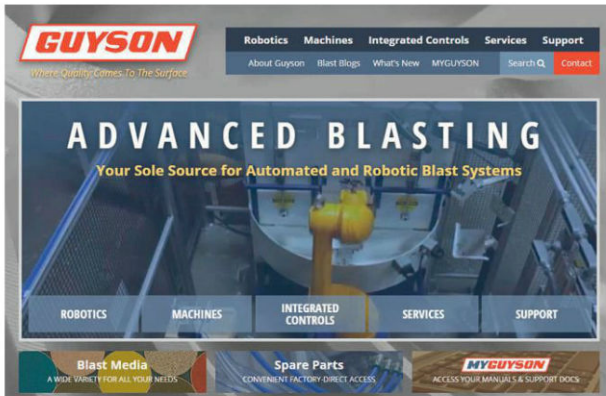 GUYSON
Where Quality Comes To The Surface
Robotics Machines Integrated Controls Services Support
About Guyson Blast Blogs What's New MYGUYSON Search Contact
ADVANCED BLASTING
Your Sole Source for Automated and Robotic Blast Systems
ROBOTICS MACHINES INTEGRATED CONTROLS SERVICES SUPPORT
Blast Media Spare Parts MYGUYSON
A WIDE VARIETY FOR ALL YOUR NEEDS CONVENIENT FACTORY-DIRECT ACCESS ACCESS YOUR MANUALS & SUPPORT DOCS